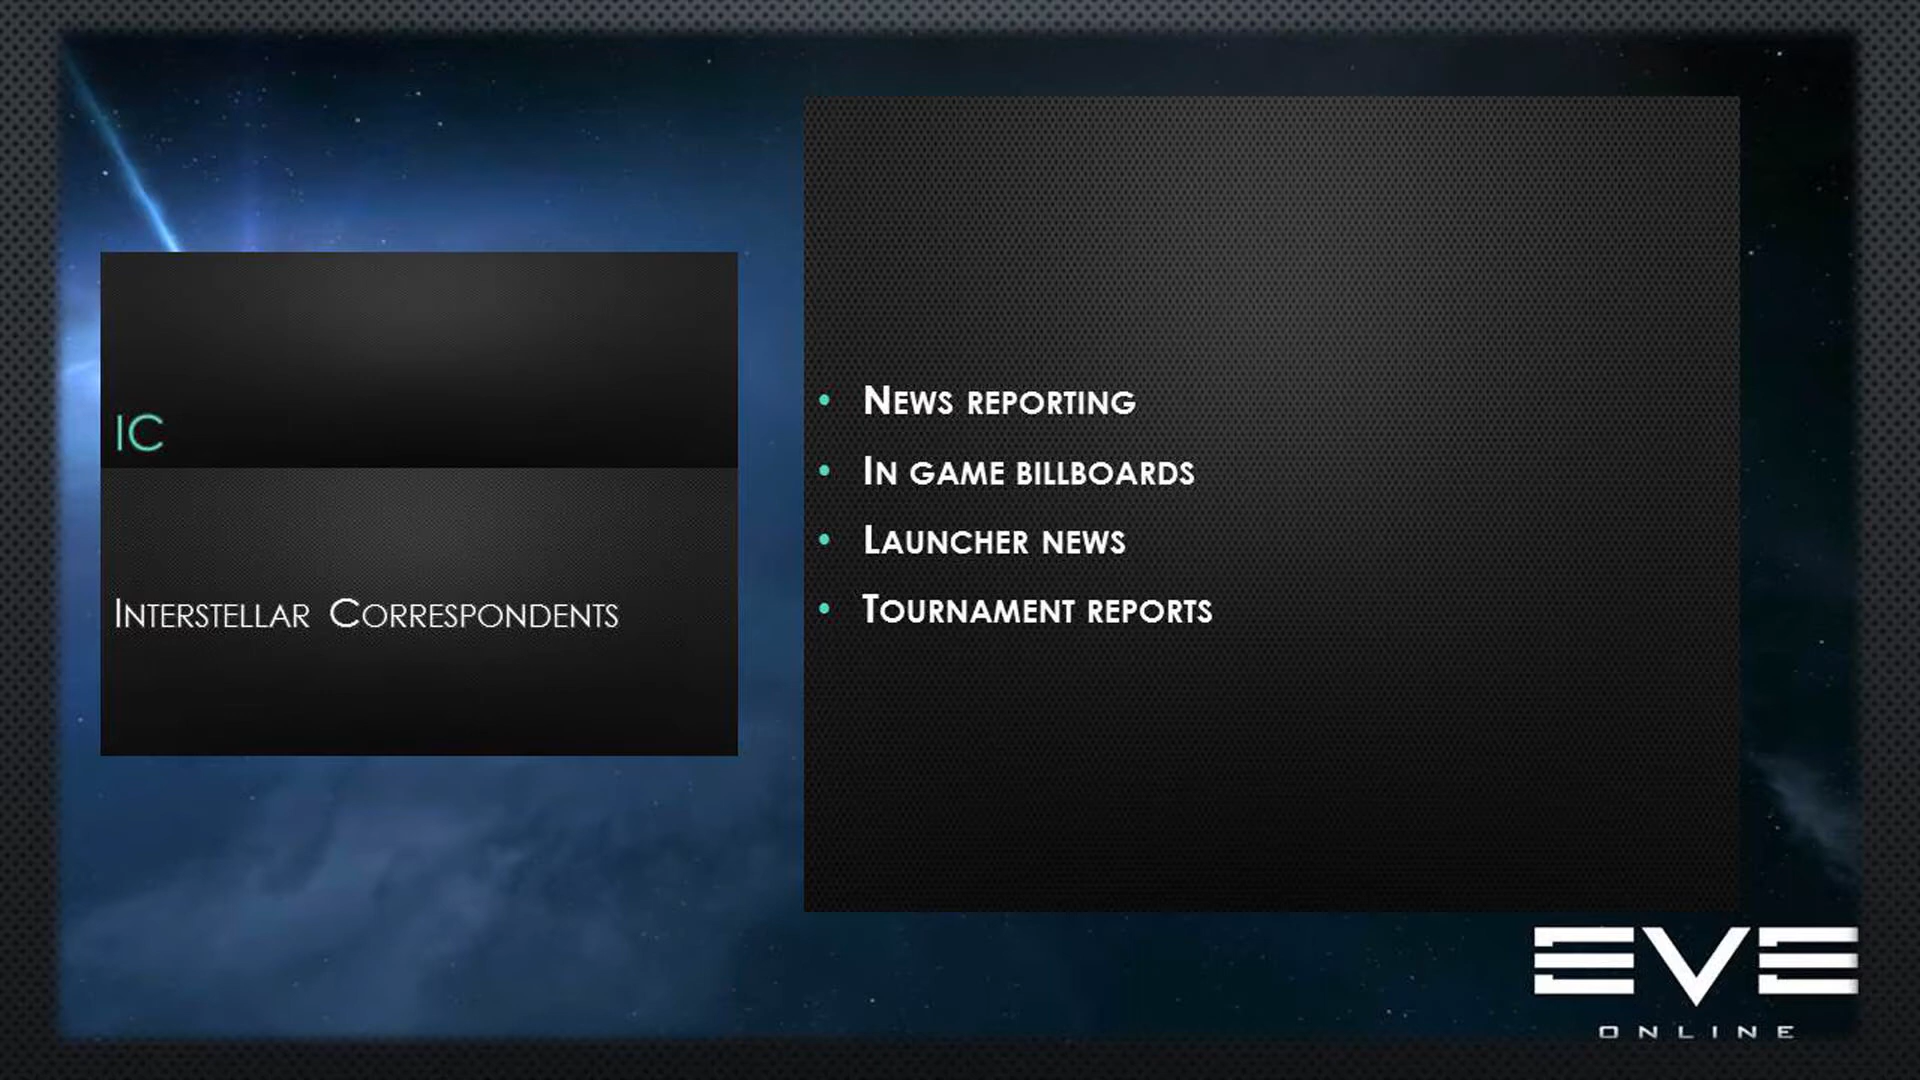 IC
Interstellar Correspondents
• News reporting
• In game billboards
• Launcher news
• Tournament reports
EVE
ONLINE